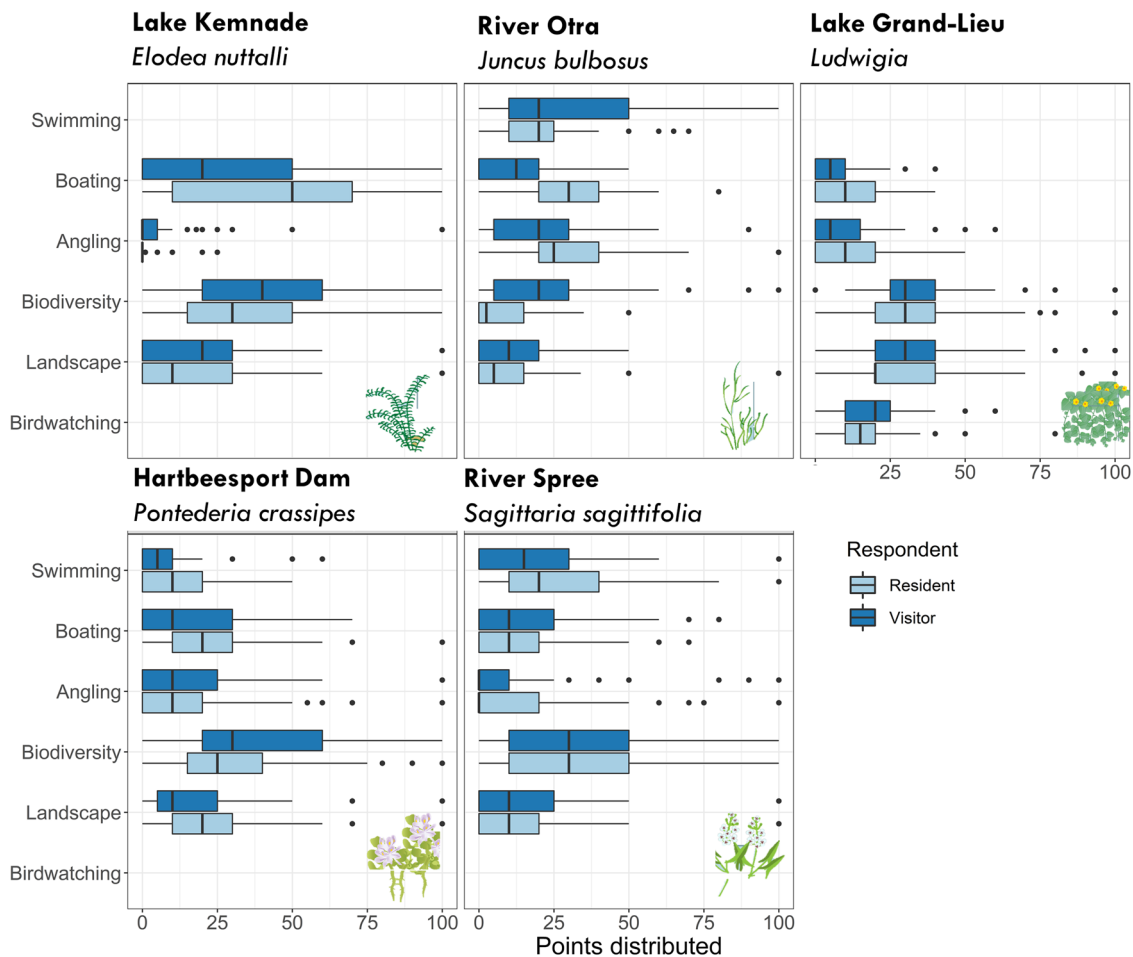 Lake Kemnade
Elodea nuttalli
River Otra
Juncus bulbosus
Lake Grand-Lieu
Ludwigia
Swimming
Boating
Angling
Biodiversity
Landscape
Birdwatching
25
50
75
100
Hartbeesport Dam
Pontederia crassipes
River Spree
Sagittaria sagittifolia
Swimming
Boating
Angling
Biodiversity
Landscape
Birdwatching
0
25
50
75
100
0
25
50
75
100
Points distributed
Respondent
Resident
Visitor